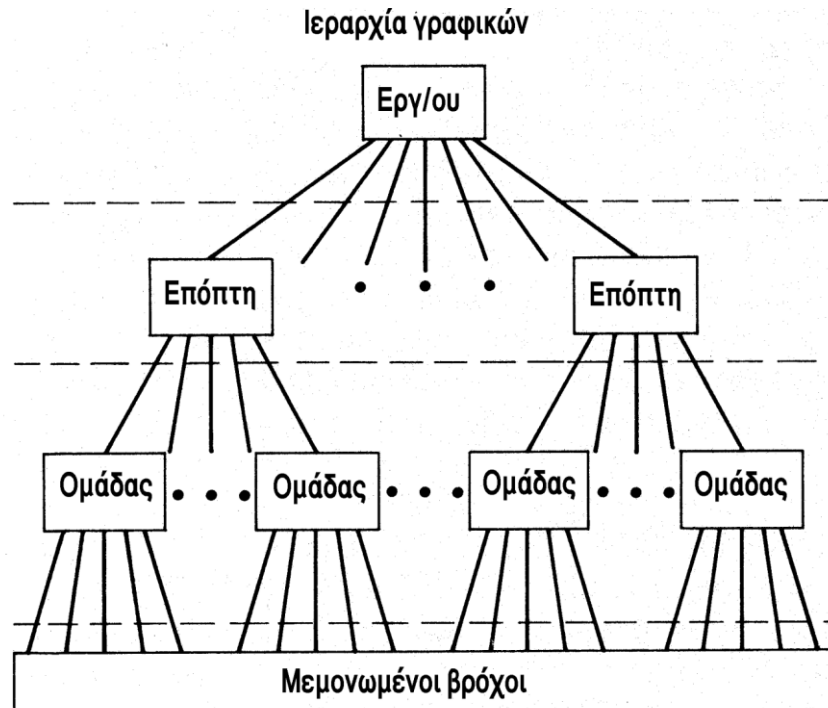 Ιεραρχία γραφικών
Εργ/ου
Επόπτη
Επόπτη
Ομάδας
Ομάδας
Ομάδας
Ομάδας
Μεμονωμένοι βρόχοι